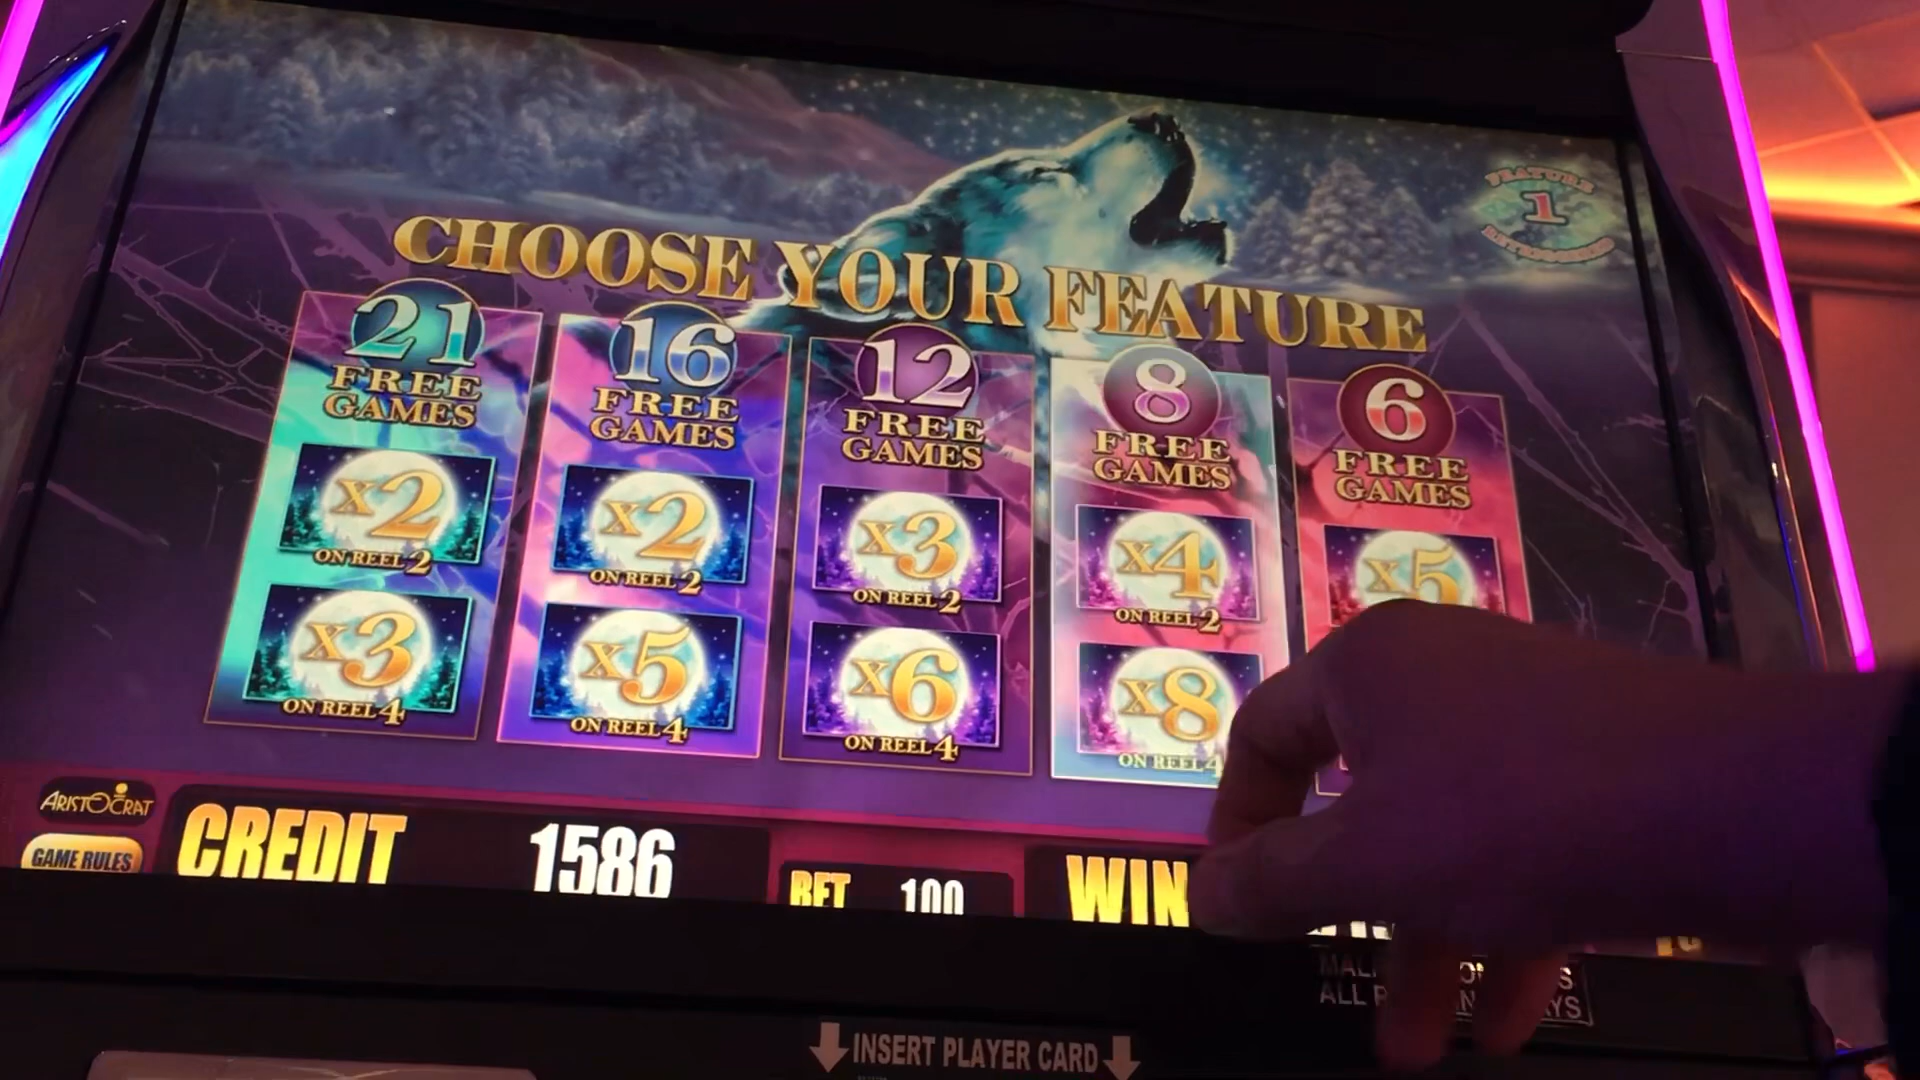 FEATURE
1
RETRIGGERED
CHOOSE YOUR FEATURE
21
FREE
GAMES
x2
ON REEL 2
x3
ON REEL 4
16
FREE
GAMES
x2
ON REEL 2
x5
ON REEL 4
12
FREE
GAMES
x3
ON REEL 2
x6
ON REEL 4
8
FREE
GAMES
x4
ON REEL 2
x8
ON REEL 4
6
FREE
GAMES
x5
ARISTOCRAT
GAME RULES
CREDIT 1586
BET 100
WIN
ALL
INSERT PLAYER CARD